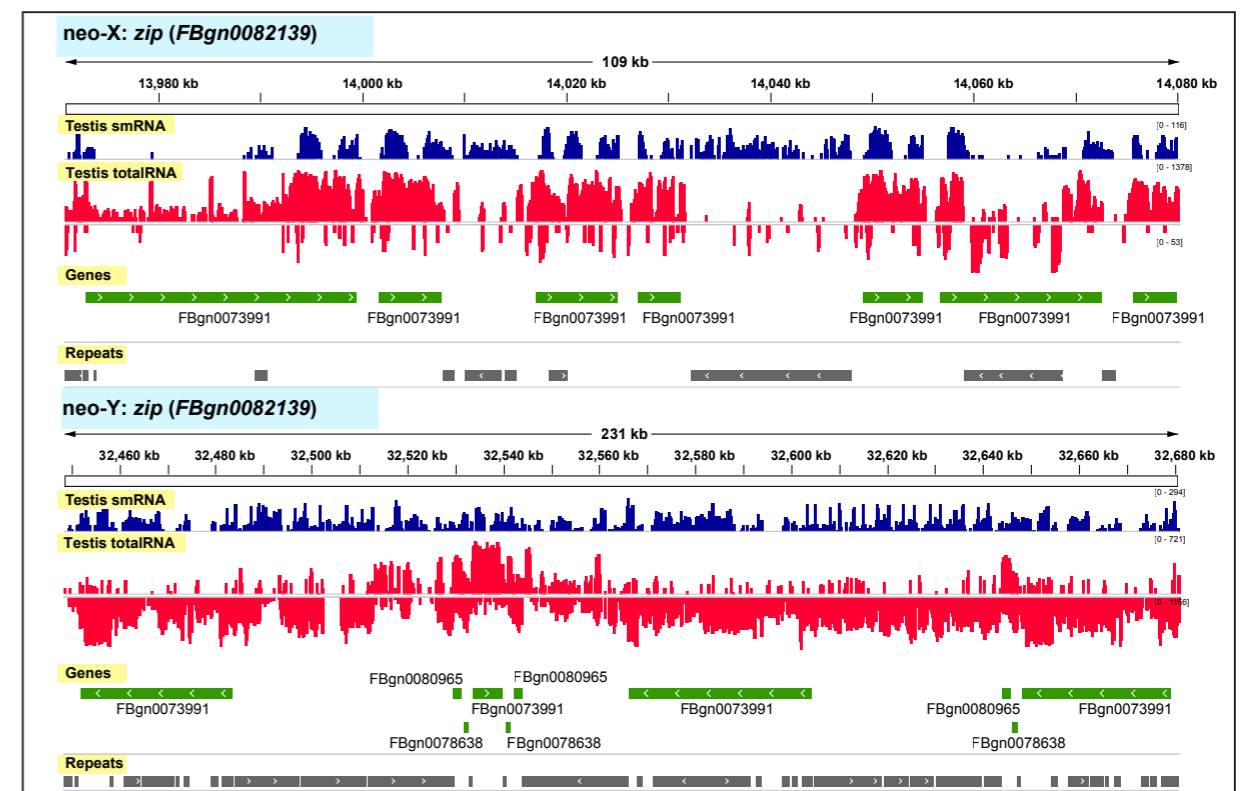 neo-X: zip (FBgn0082139)
109 kb
13,980 kb 14,000 kb 14,020 kb 14,040 kb 14,060 kb 14,080 kb
Testis smRNA [0 - 116]
Testis totalRNA [0 - 1378]
[0 - 53]
Genes
FBgn0073991 FBgn0073991 FBgn0073991 FBgn0073991 FBgn0073991 FBgn0073991 FBgn0073991
Repeats
neo-Y: zip (FBgn0082139)
231 kb
32,460 kb 32,480 kb 32,500 kb 32,520 kb 32,540 kb 32,560 kb 32,580 kb 32,600 kb 32,620 kb 32,640 kb 32,660 kb 32,680 kb
Testis smRNA [0 - 294]
Testis totalRNA [0 - 721]
[0 - 1156]
Genes FBgn0080965 FBgn0080965
FBgn0073991 FBgn0073991 FBgn0073991 FBgn0080965 FBgn0073991
FBgn0078638 FBgn0078638 FBgn0078638
Repeats